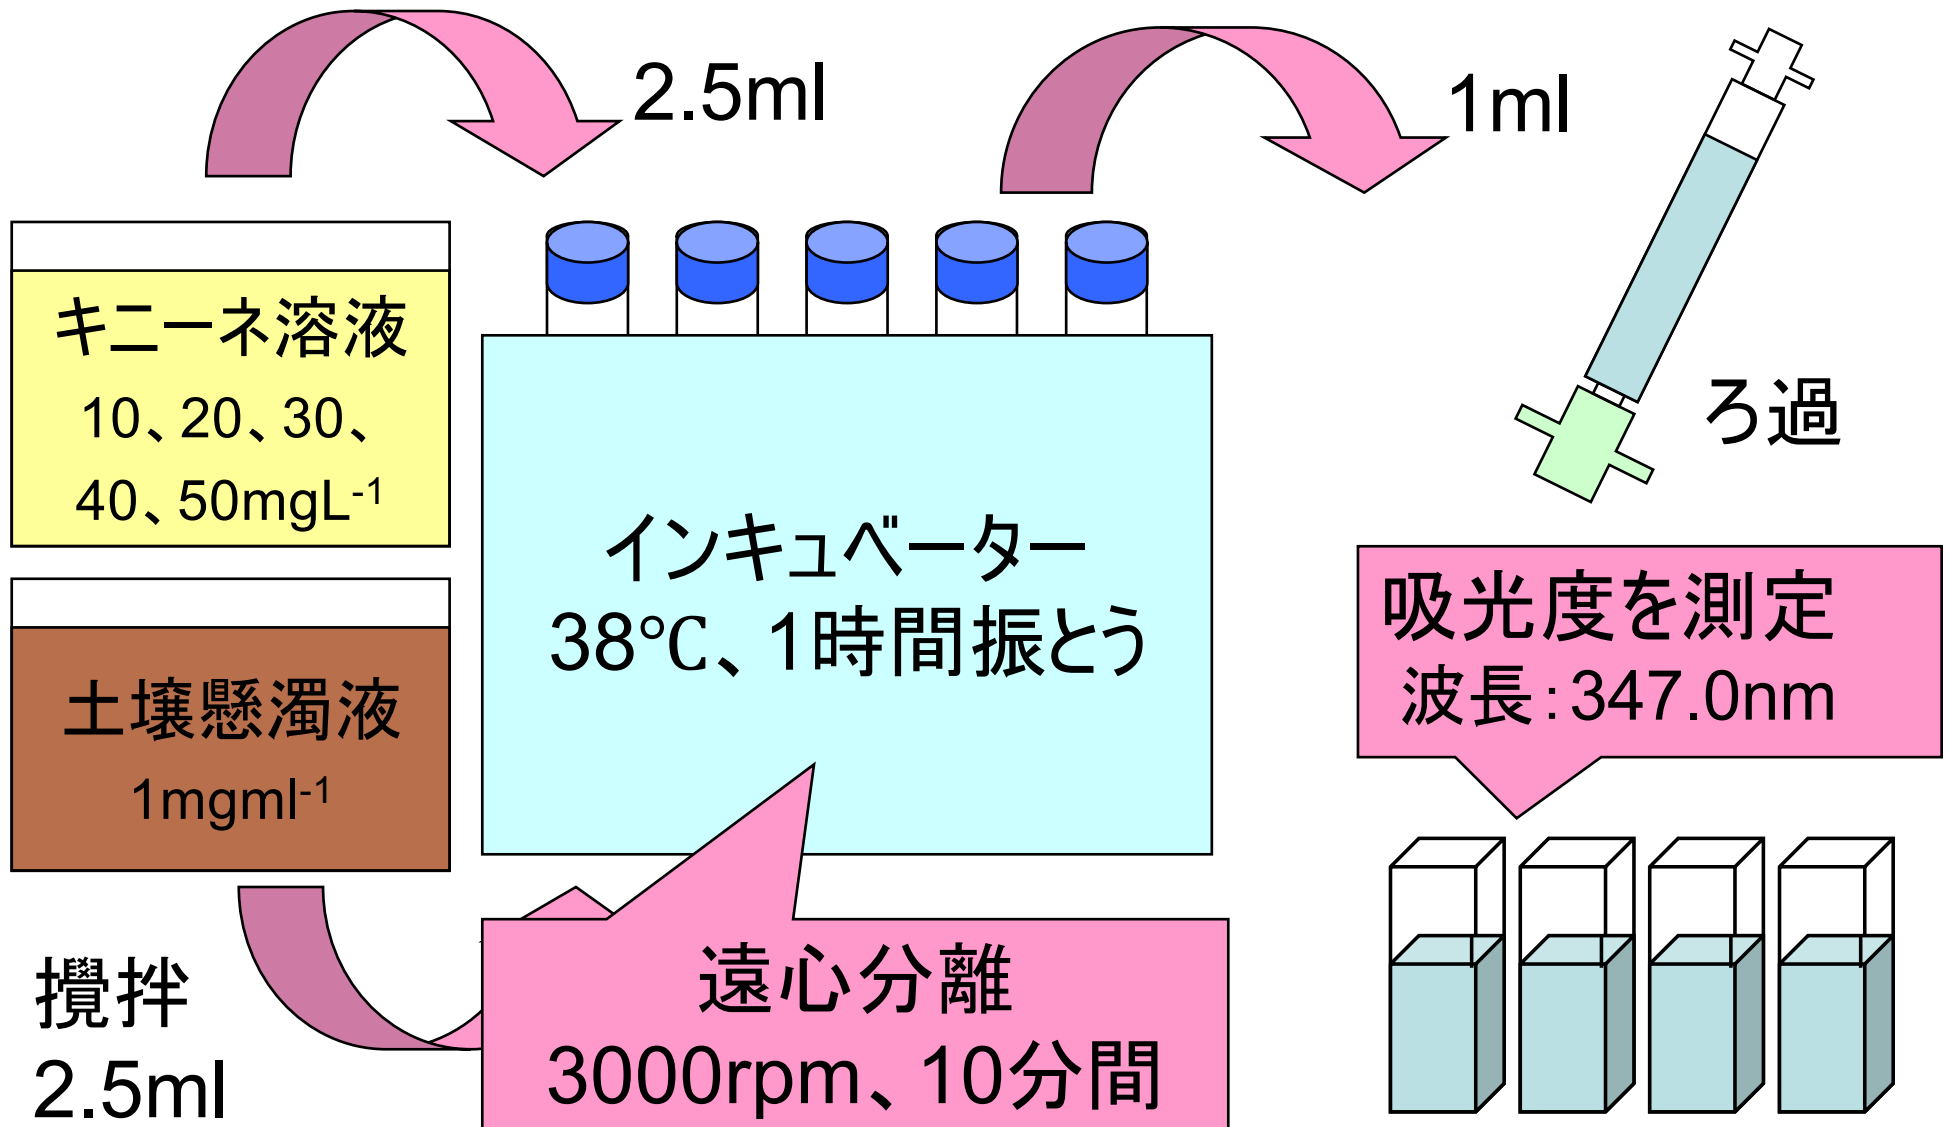 2.5ml
1ml
キニーネ溶液
10、20、30、
40、50mgL⁻¹
土壌懸濁液
1mgml⁻¹
攪拌
2.5ml
インキュベーター
38℃、1時間振とう
遠心分離
3000rpm、10分間
ろ過
吸光度を測定
波長：347.0nm